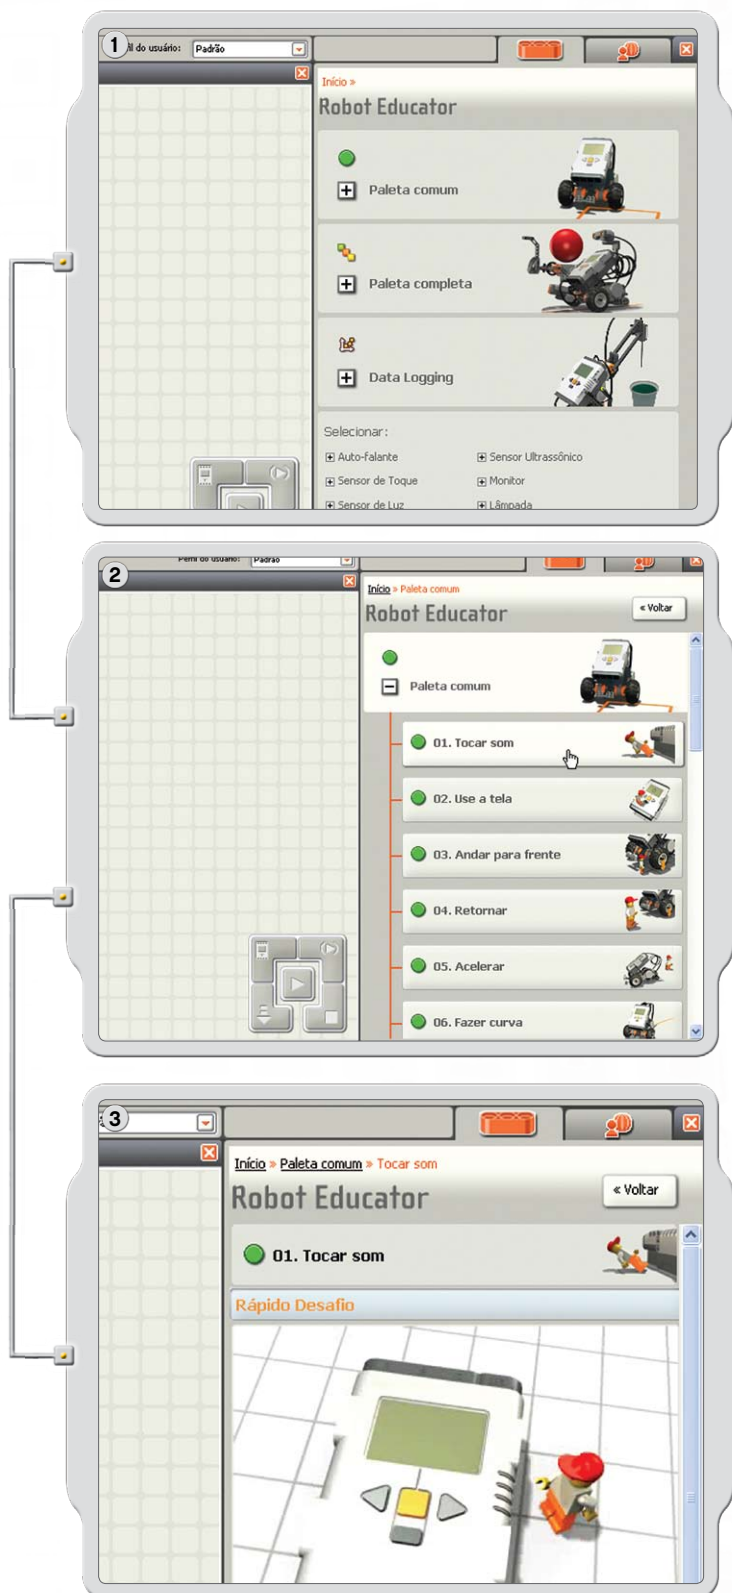 1
il do usuário: Padrão
Início »
Robot Educator
Paleta comum
Paleta completa
Data Logging
Selecionar:
Auto-falante
Sensor Ultrassônico
Sensor de Toque
Monitor
Sensor de Luz
Lâmpada
2
Perfil do usuário: Padrão
Início » Paleta comum
Robot Educator
« Voltar
Paleta comum
01. Tocar som
02. Use a tela
03. Andar para frente
04. Retornar
05. Acelerar
06. Fazer curva
3
Início » Paleta comum » Tocar som
Robot Educator
« Voltar
01. Tocar som
Rápido Desafio